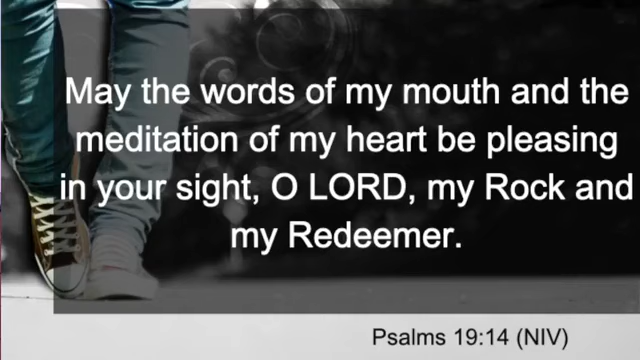 May the words of my mouth and the
meditation of my heart be pleasing
in your sight, O LORD, my Rock and
my Redeemer.
Psalms 19:14 (NIV)